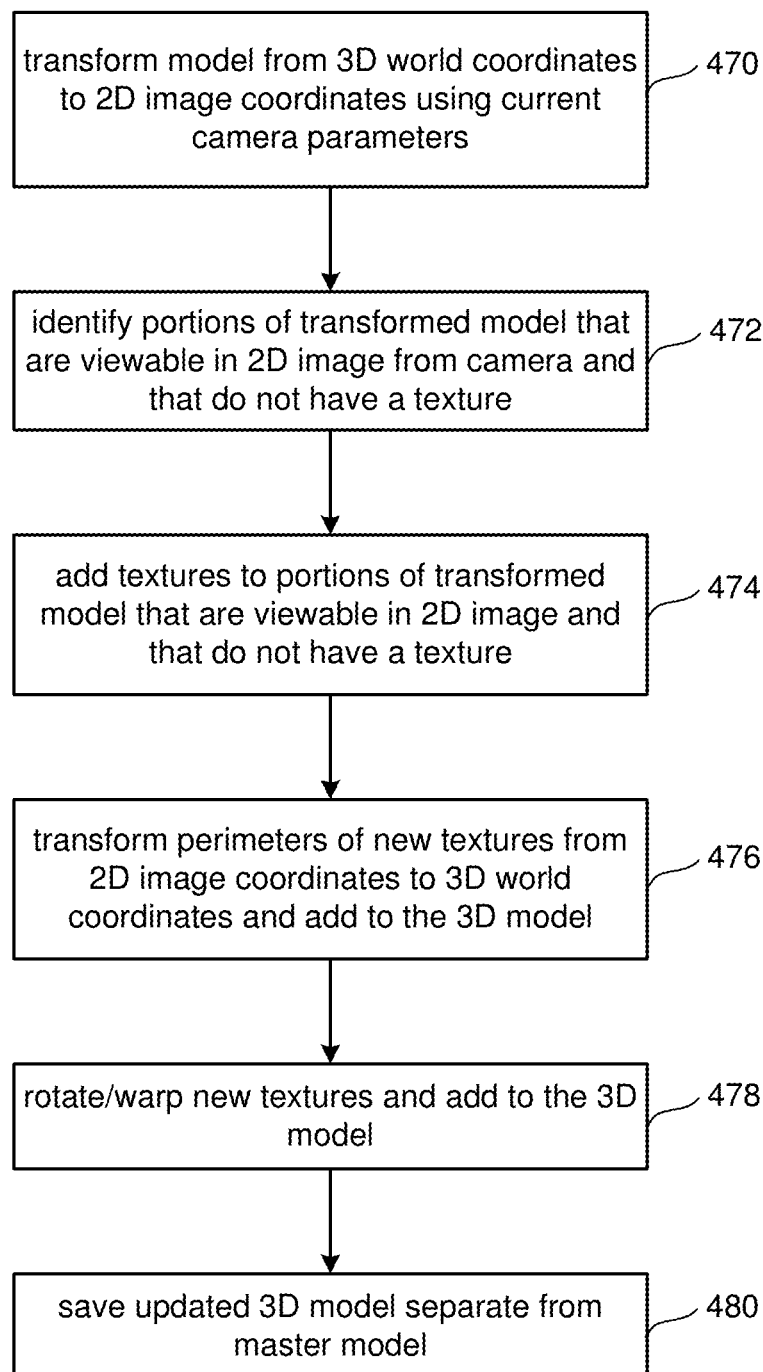 transform model from 3D world coordinates
to 2D image coordinates using current
camera parameters
470
identify portions of transformed model that
are viewable in 2D image from camera and
that do not have a texture
472
add textures to portions of transformed
model that are viewable in 2D image and
that do not have a texture
474
transform perimeters of new textures from
2D image coordinates to 3D world
coordinates and add to the 3D model
476
rotate/warp new textures and add to the 3D
model
478
save updated 3D model separate from
master model
480